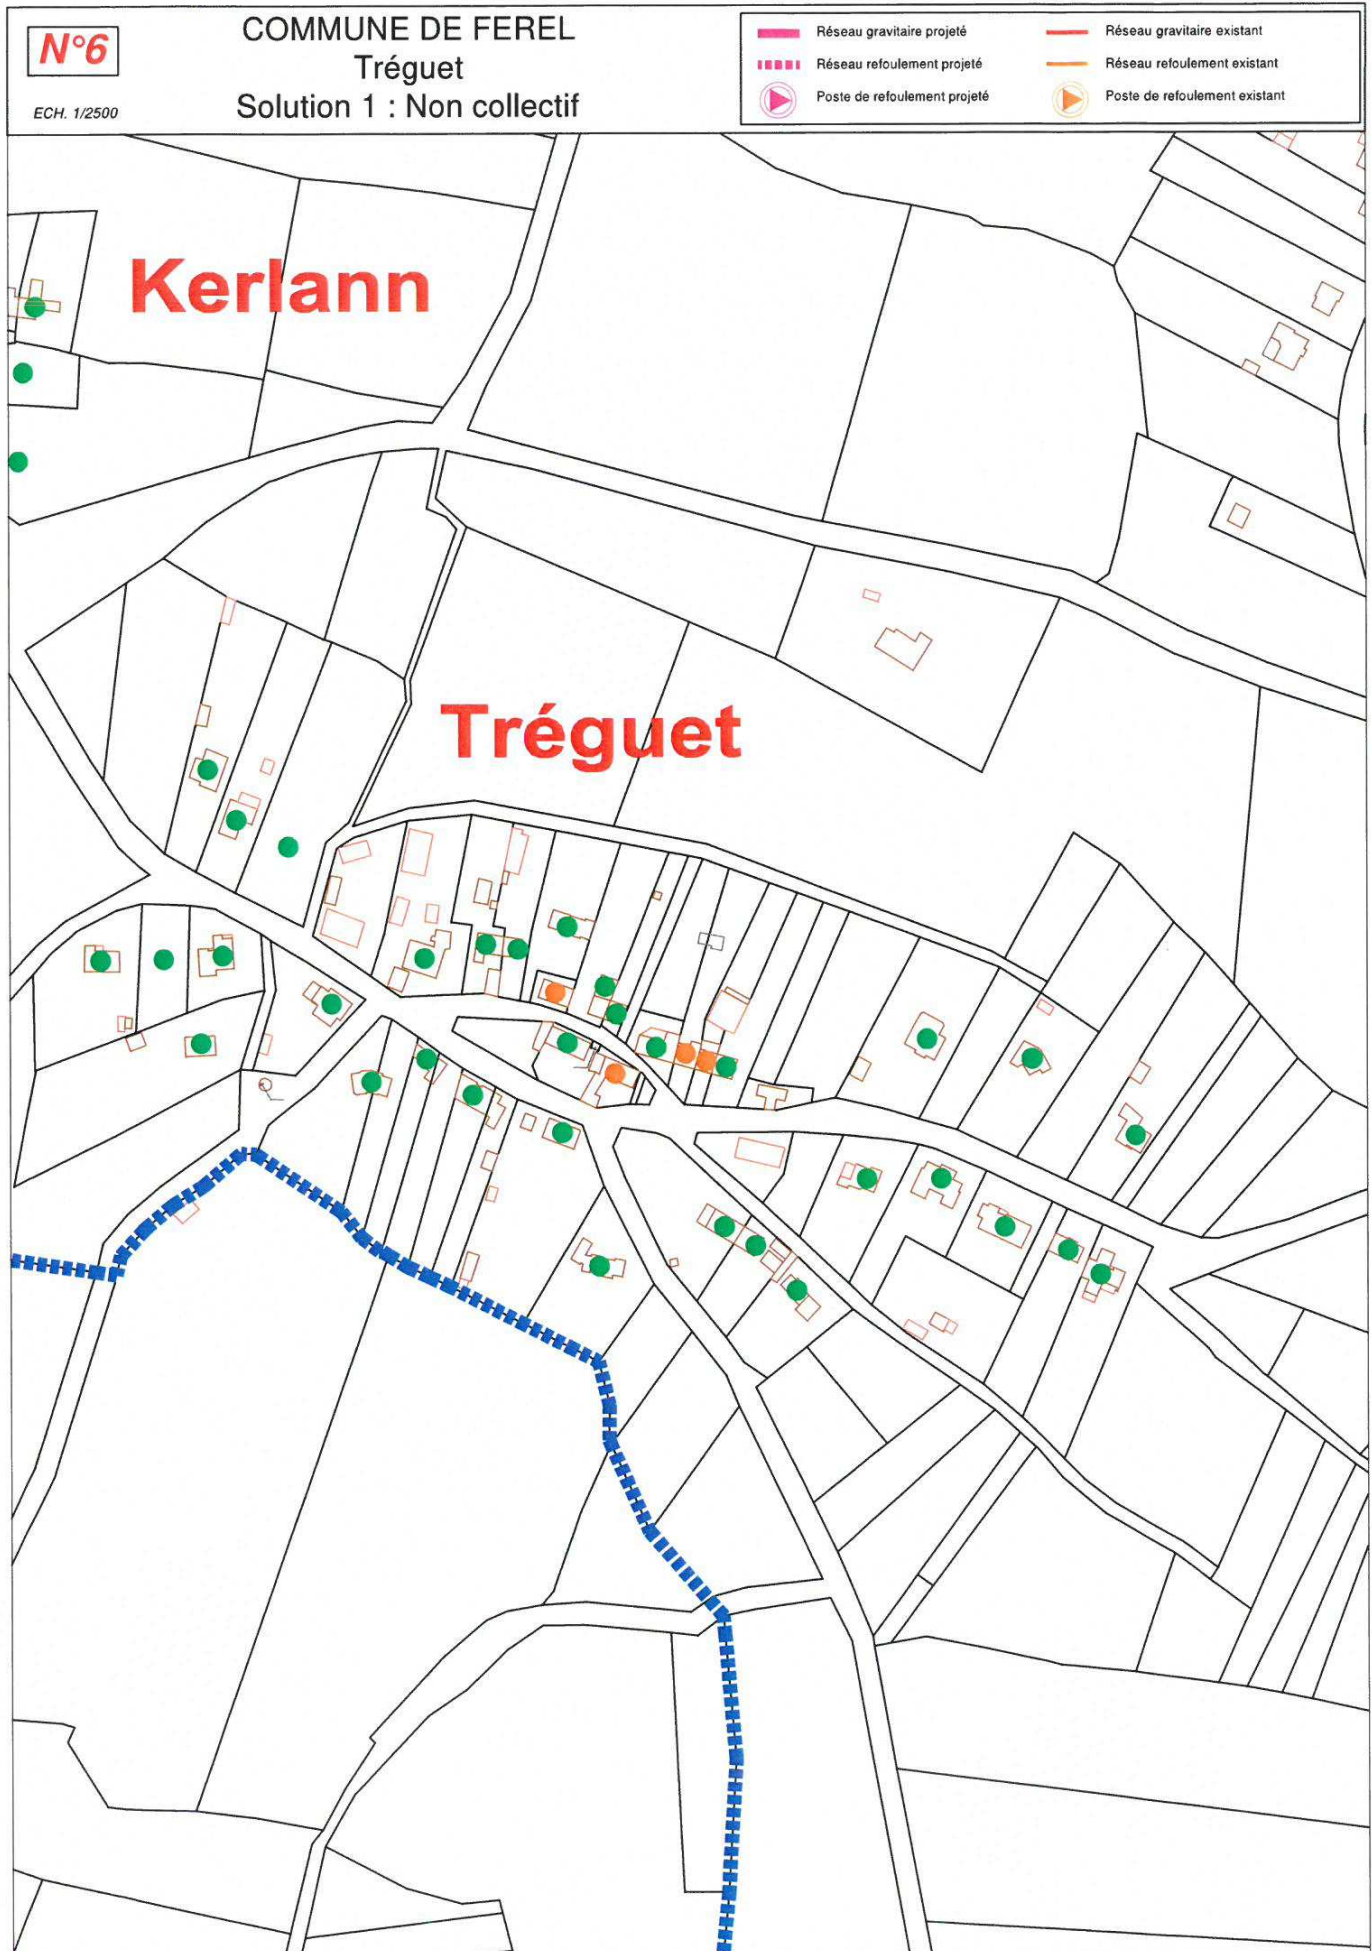 N°6
ECH. 1/2500
COMMUNE DE FEREL
Tréguet
Solution 1 : Non collectif
Réseau gravitaire projeté
Réseau refoulement projeté
Poste de refoulement projeté
Réseau gravitaire existant
Réseau refoulement existant
Poste de refoulement existant
Kerlann
Tréguet